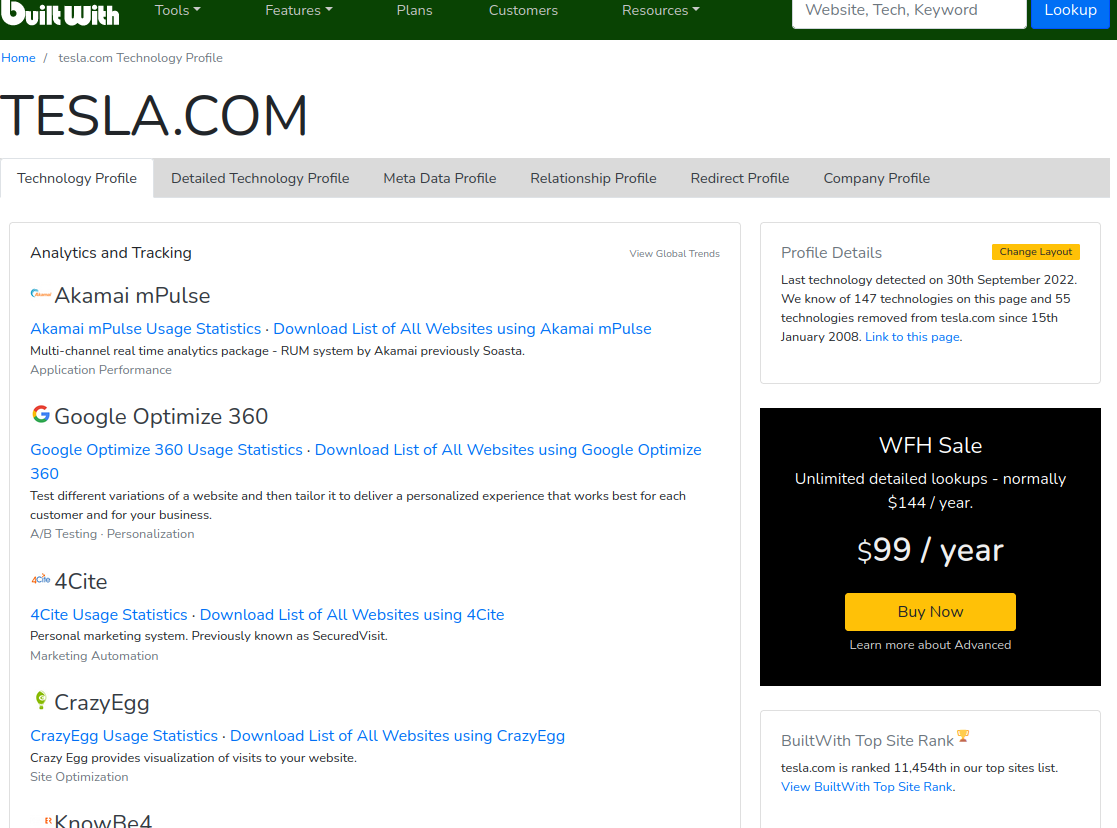 Built With
Tools
Features
Plans
Customers
Resources
Website, Tech, Keyword
Lookup
Home / tesla.com Technology Profile
TESLA.COM
Technology Profile
Detailed Technology Profile
Meta Data Profile
Relationship Profile
Redirect Profile
Company Profile
Analytics and Tracking
View Global Trends
Akamai mPulse
Akamai mPulse Usage Statistics · Download List of All Websites using Akamai mPulse
Multi-channel real time analytics package - RUM system by Akamai previously Soasta.
Application Performance
Google Optimize 360
Google Optimize 360 Usage Statistics · Download List of All Websites using Google Optimize
360
Test different variations of a website and then tailor it to deliver a personalized experience that works best for each
customer and for your business.
A/B Testing · Personalization
4Cite
4Cite
4Cite Usage Statistics · Download List of All Websites using 4Cite
Personal marketing system. Previously known as SecuredVisit.
Marketing Automation
CrazyEgg
CrazyEgg Usage Statistics · Download List of All Websites using CrazyEgg
Crazy Egg provides visualization of visits to your website.
Site Optimization
KnowBe4
Profile Details
Change Layout
Last technology detected on 30th September 2022.
We know of 147 technologies on this page and 55
technologies removed from tesla.com since 15th
January 2008. Link to this page.
WFH Sale
Unlimited detailed lookups - normally
$144 / year.
$99 / year
Buy Now
Learn more about Advanced
BuiltWith Top Site Rank
tesla.com is ranked 11,454th in our top sites list.
View BuiltWith Top Site Rank.